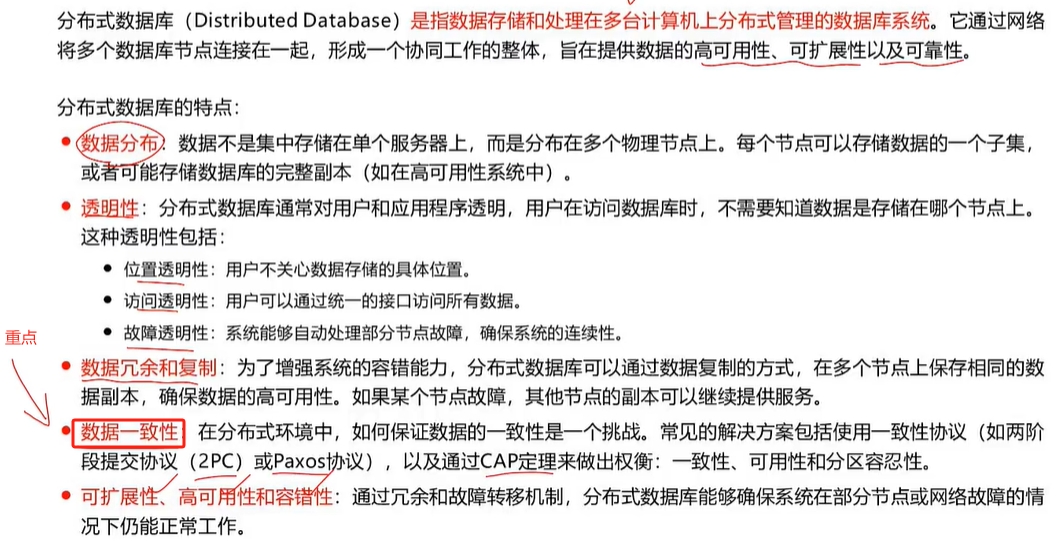 分布式数据库（Distributed Database）是指数据存储和处理在多台计算机上分布式管理的数据库系统。它通过网络
将多个数据库节点连接在一起，形成一个协同工作的整体，旨在提供数据的高可用性、可扩展性以及可靠性。
分布式数据库的特点：
• 数据分布：数据不是集中存储在单个服务器上，而是分布在多个物理节点上。每个节点可以存储数据的一个子集，
或者可能存储数据库的完整副本（如在高可用性系统中）。
• 透明性：分布式数据库通常对用户和应用程序透明，用户在访问数据库时，不需要知道数据是存储在哪个节点上。
这种透明性包括：
• 位置透明性：用户不关心数据存储的具体位置。
• 访问透明性：用户可以通过统一的接口访问所有数据。
• 故障透明性：系统能够自动处理部分节点故障，确保系统的连续性。
重点
• 数据冗余和复制：为了增强系统的容错能力，分布式数据库可以通过数据复制的方式，在多个节点上保存相同的数
据副本，确保数据的高可用性。如果某个节点故障，其他节点的副本可以继续提供服务。
• 数据一致性 在分布式环境中，如何保证数据的一致性是一个挑战。常见的解决方案包括使用一致性协议（如两阶
段提交协议（2PC）或Paxos协议），以及通过CAP定理来做出权衡：一致性、可用性和分区容忍性。
• 可扩展性、高可用性和容错性：通过冗余和故障转移机制，分布式数据库能够确保系统在部分节点或网络故障的情
况下仍能正常工作。